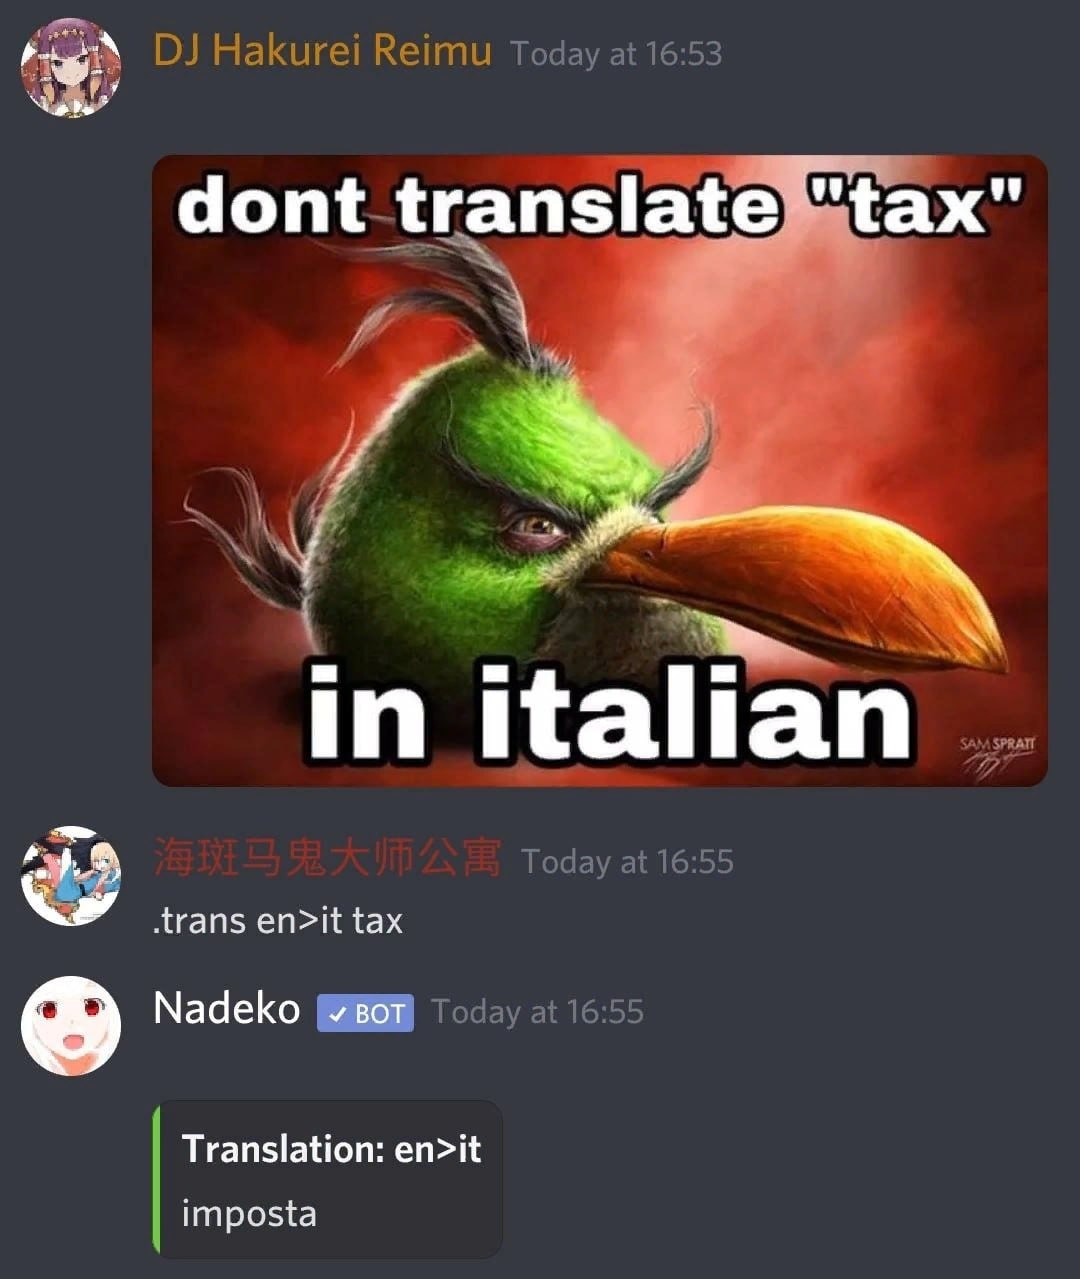 DJ Hakurei Reimu Today at 16:53
dont translate "tax"
in italian
SAM SPRATT
海斑马鬼大师公寓 Today at 16:55
.trans en>it tax
Nadeko ✓ BOT Today at 16:55
Translation: en>it
imposta